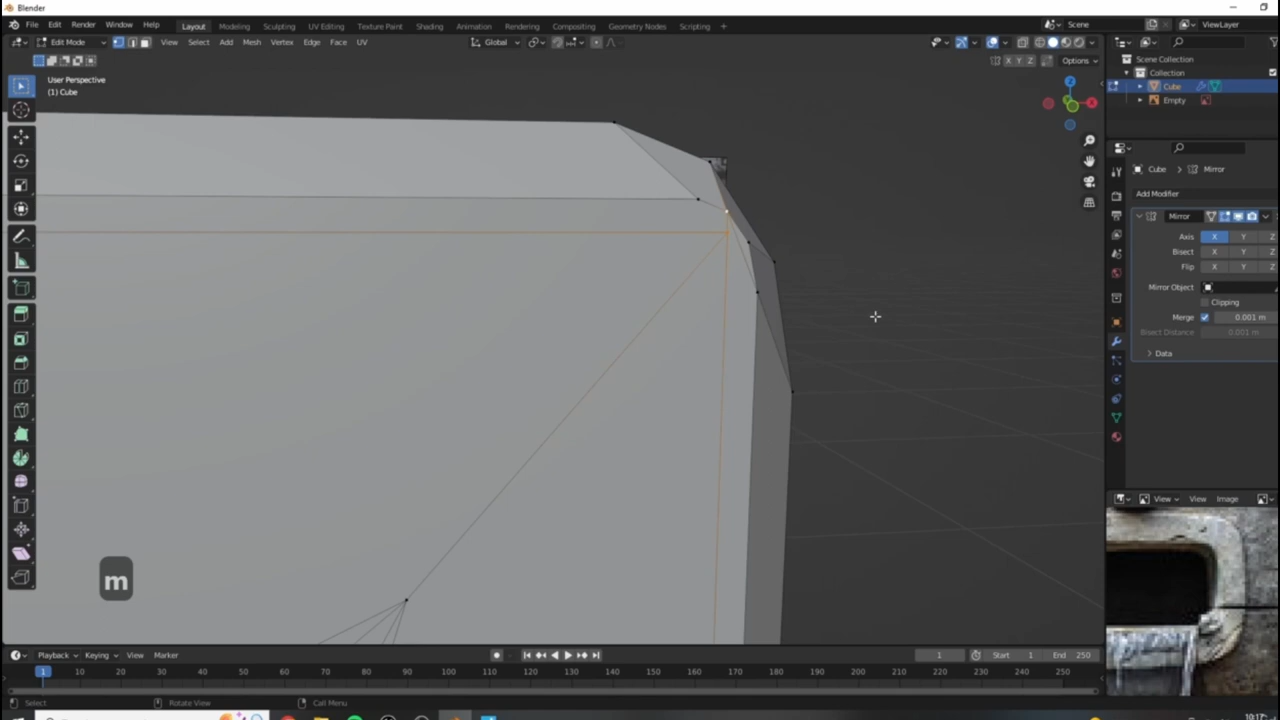 Blender
File Edit Render Window Help Layout Modeling Sculpting UV Editing Texture Paint Shading Animation Rendering Compositing Geometry Nodes Scripting + Scene ViewLayer
Edit Mode View Select Add Mesh Vertex Edge Face UV Global
X Y Z Options
User Perspective
(1) Cube
Z
X
Scene Collection
Collection
Cube
Empty
Cube > Mirror
Add Modifier
Mirror
Axis X Y Z
Bisect X Y Z
Flip X Y Z
Mirror Object
Clipping
Merge 0.001 m
Bisect Distance 0.001 m
Data
View View Image
m
Playback Keying View Marker 1 Start 1 End 250
1 10 20 30 40 50 60 70 80 90 100 110 120 130 140 150 160 170 180 190 200 210 220 230 240 250
Select Rotate View Call Menu